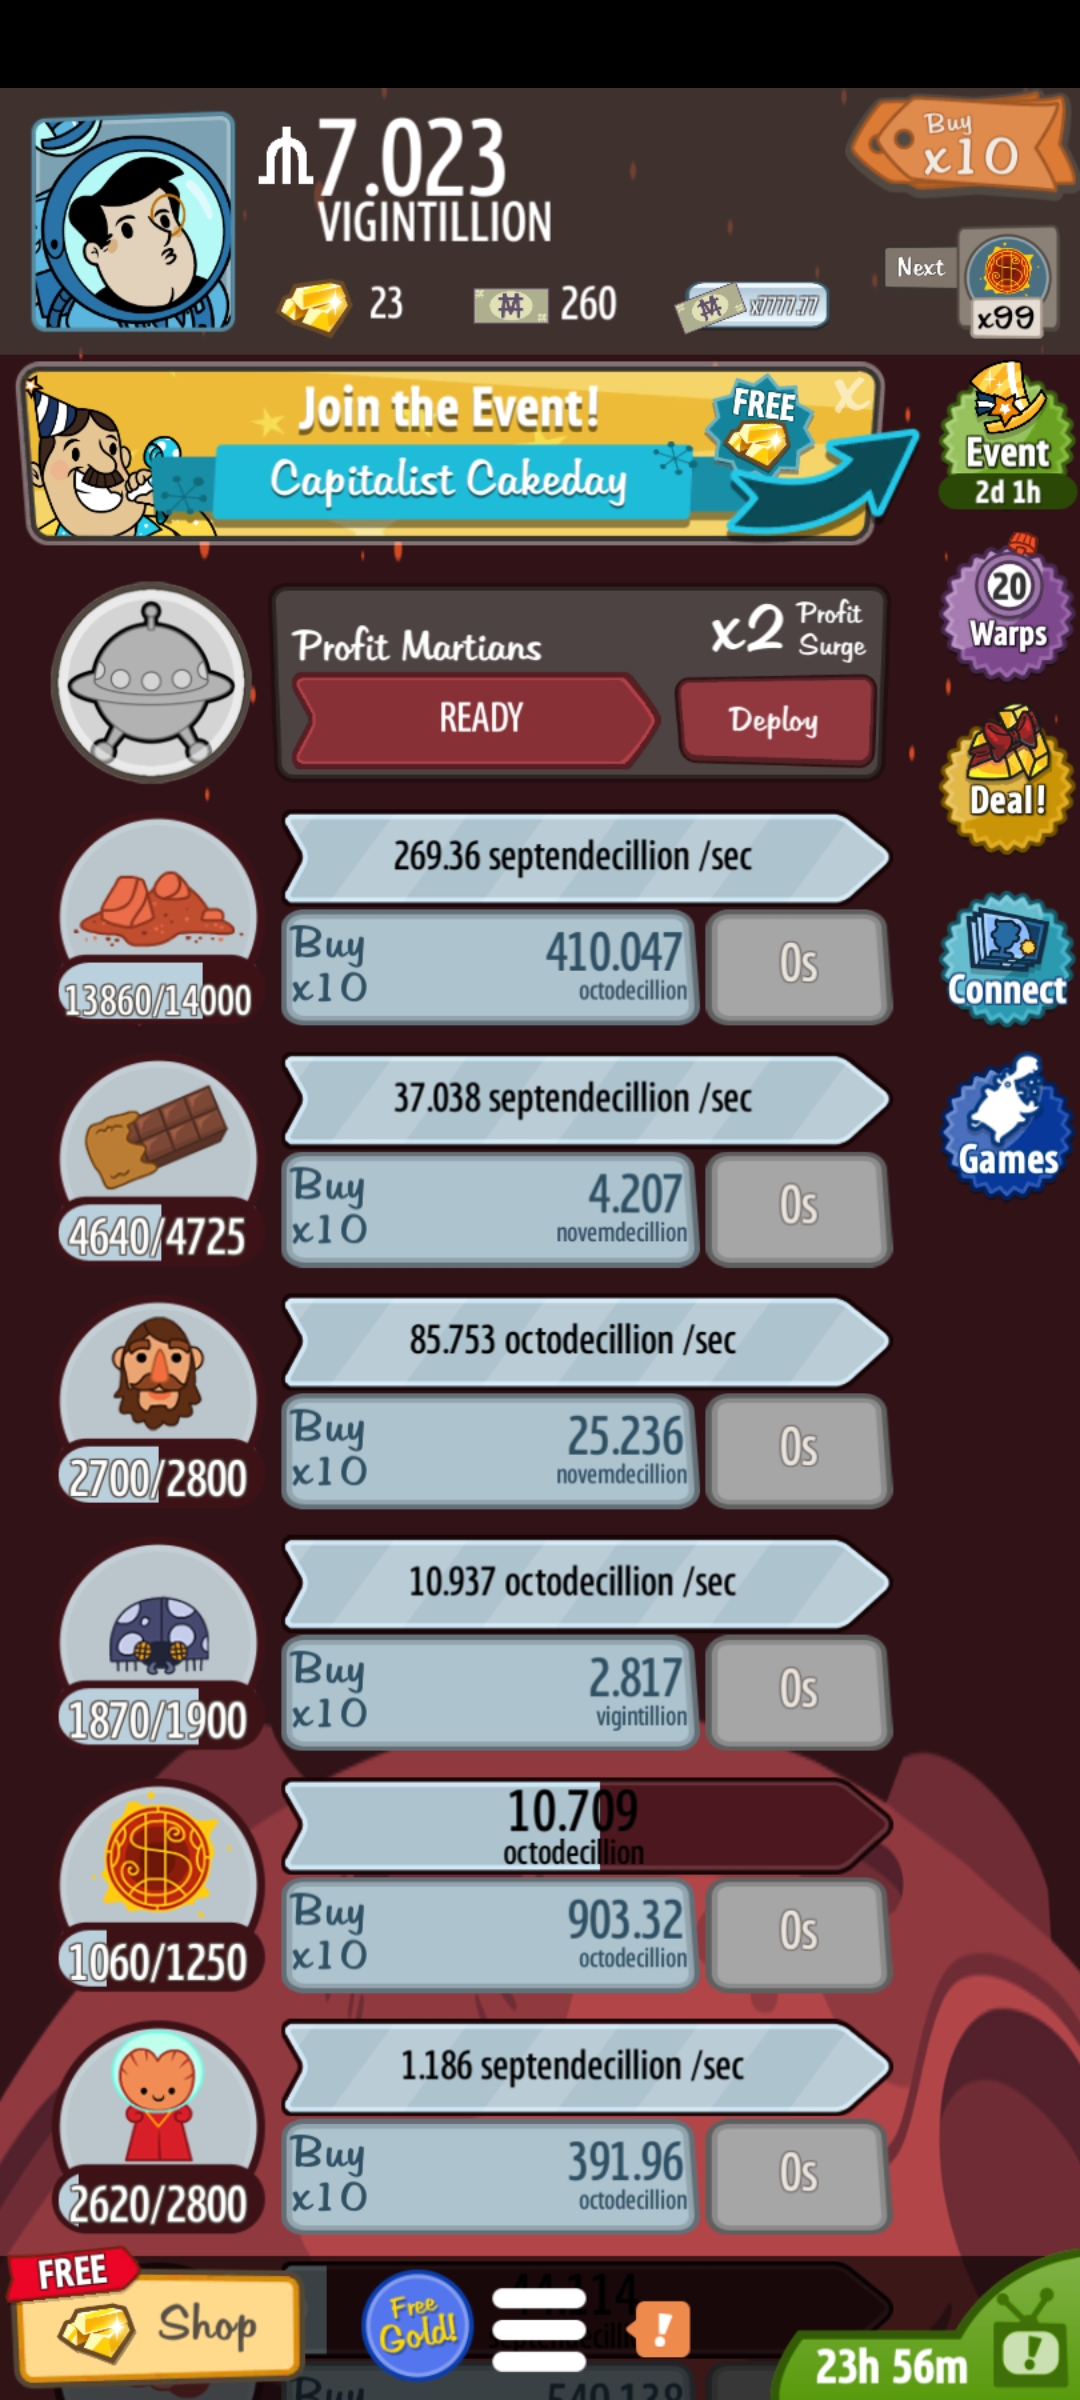 ₼7.023
VIGINTILLION
Buy
x10
23
260
x7777.77
Next
x99
Join the Event!
FREE
X
Capitalist Cakeday
Event
2d 1h
20
Warps
Profit Martians
x2 Profit
Surge
READY
Deploy
Deal!
269.36 septendecillion /sec
Buy
x10
410.047
octodecillion
0s
13860/14000
Connect
37.038 septendecillion /sec
Buy
x10
4.207
novemdecillion
0s
4640/4725
Games
85.753 octodecillion /sec
Buy
x10
25.236
novemdecillion
0s
2700/2800
10.937 octodecillion /sec
Buy
x10
2.817
vigintillion
0s
1870/1900
10.709
octodecillion
Buy
x10
903.32
octodecillion
0s
1060/1250
1.186 septendecillion /sec
Buy
x10
391.96
octodecillion
0s
2620/2800
FREE
Shop
Free
Gold!
!
23h 56m
!
Buy
540.138